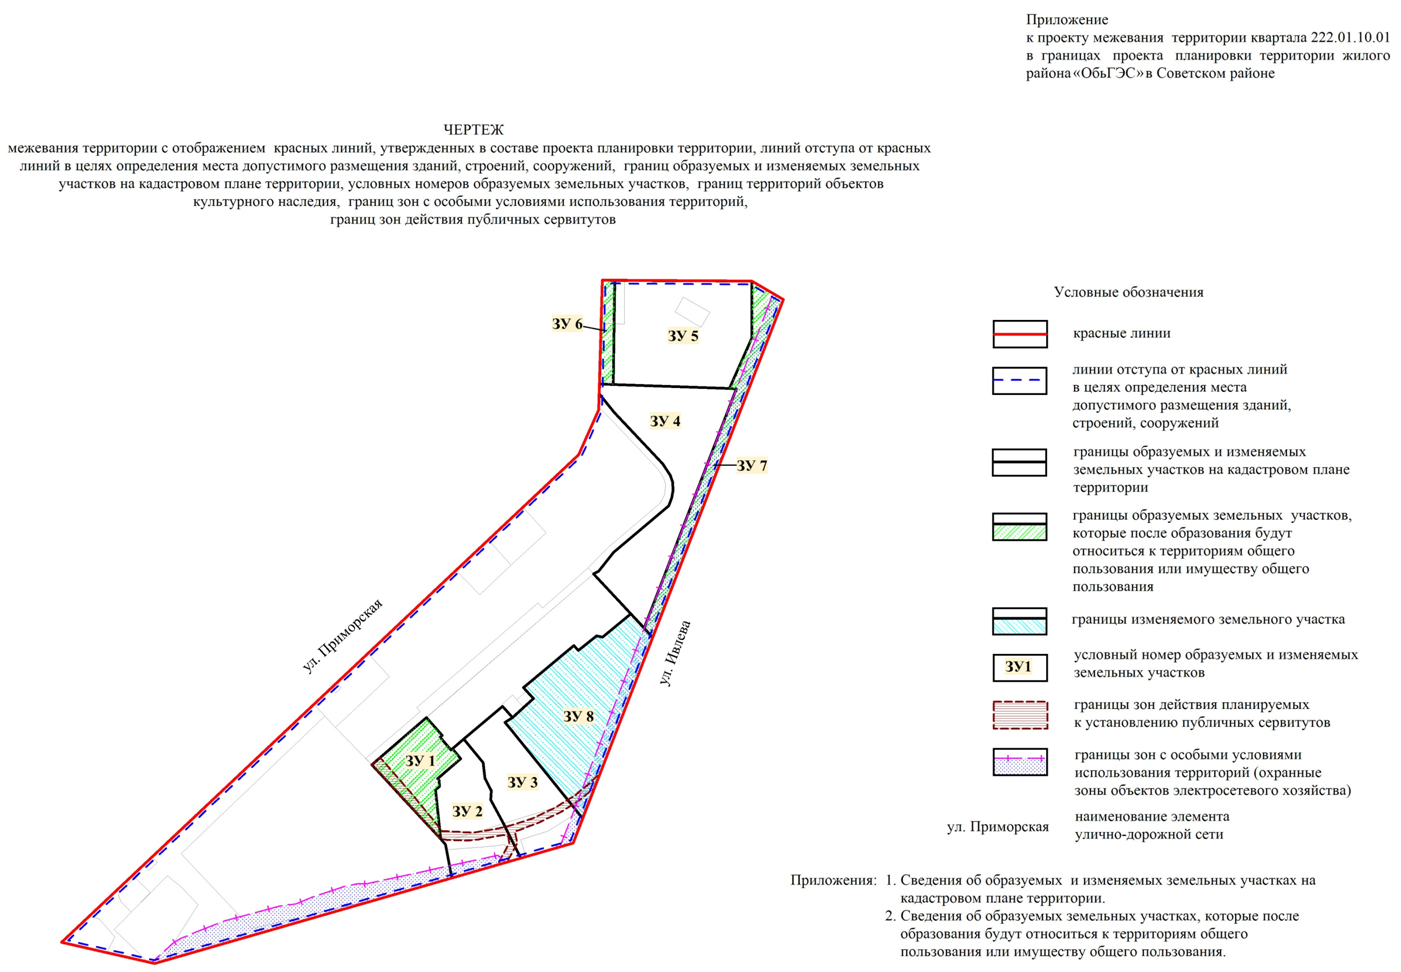 Приложение
к проекту межевания территории квартала 222.01.10.01
в границах проекта планировки территории жилого
района «ОбьГЭС» в Советском районе
ЧЕРТЕЖ
межевания территории с отображением красных линий, утвержденных в составе проекта планировки территории, линий отступа от красных
линий в целях определения места допустимого размещения зданий, строений, сооружений, границ образуемых и изменяемых земельных
участков на кадастровом плане территории, условных номеров образуемых земельных участков, границ территорий объектов
культурного наследия, границ зон с особыми условиями использования территорий,
границ зон действия публичных сервитутов
ЗУ 6
ЗУ 5
ЗУ 4
ЗУ 7
ул. Приморская
ул. Ивлева
ЗУ 8
ЗУ 1
ЗУ 3
ЗУ 2
Условные обозначения
красные линии
линии отступа от красных линий
в целях определения места
допустимого размещения зданий,
строений, сооружений
границы образуемых и изменяемых
земельных участков на кадастровом плане
территории
границы образуемых земельных участков,
которые после образования будут
относиться к территориям общего
пользования или имуществу общего
пользования
границы изменяемого земельного участка
ЗУ1
условный номер образуемых и изменяемых
земельных участков
границы зон действия планируемых
к установлению публичных сервитутов
границы зон с особыми условиями
использования территорий (охранные
зоны объектов электросетевого хозяйства)
ул. Приморская
наименование элемента
улично-дорожной сети
Приложения: 1. Сведения об образуемых и изменяемых земельных участках на
кадастровом плане территории.
2. Сведения об образуемых земельных участках, которые после
образования будут относиться к территориям общего
пользования или имуществу общего пользования.